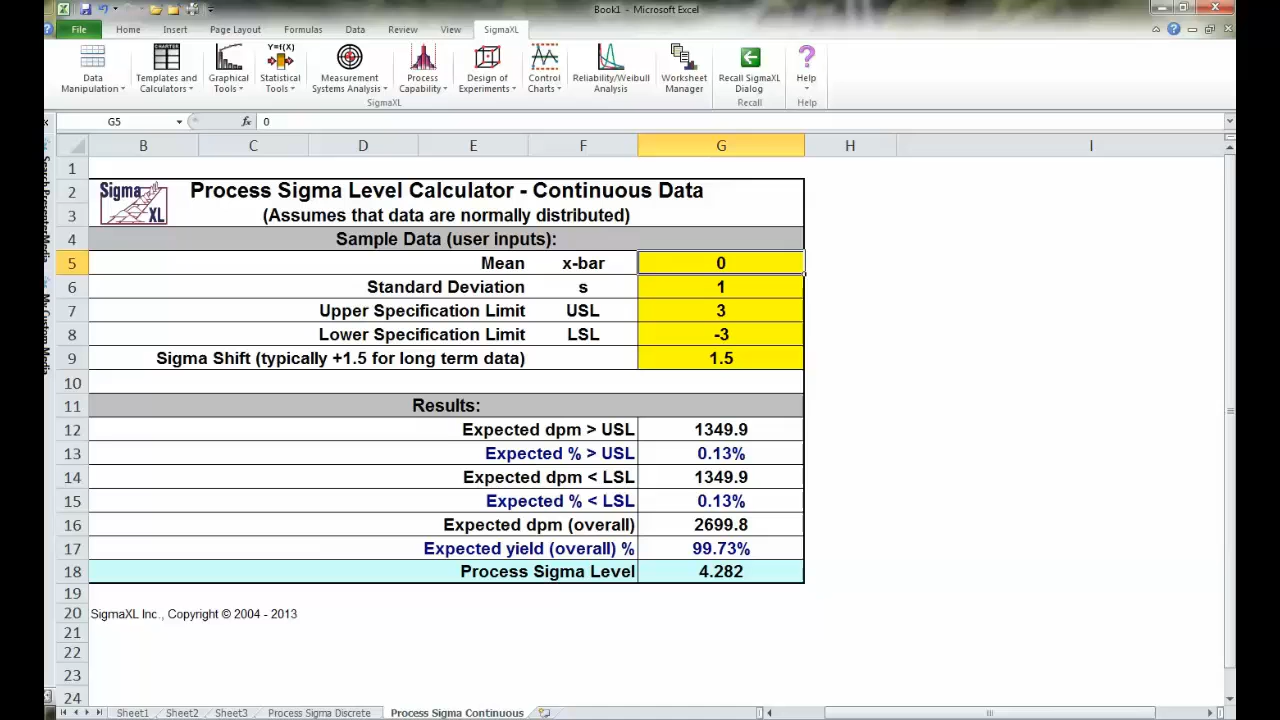 Book1 - Microsoft Excel
File Home Insert Page Layout Formulas Data Review View SigmaXL
CHARTER Y=f(X)
Data Manipulation Templates and Calculators Graphical Tools Statistical Tools Measurement Systems Analysis Process Capability Design of Experiments Control Charts Reliability/Weibull Analysis Worksheet Manager Recall SigmaXL Dialog Help
SigmaXL Recall Help
G5 fx 0
B C D E F G H I
1
2 Sigma XL Process Sigma Level Calculator - Continuous Data
3 (Assumes that data are normally distributed)
4 Sample Data (user inputs):
5 Mean x-bar 0
6 Standard Deviation s 1
7 Upper Specification Limit USL 3
8 Lower Specification Limit LSL -3
9 Sigma Shift (typically +1.5 for long term data) 1.5
10
11 Results:
12 Expected dpm > USL 1349.9
13 Expected % > USL 0.13%
14 Expected dpm < LSL 1349.9
15 Expected % < LSL 0.13%
16 Expected dpm (overall) 2699.8
17 Expected yield (overall) % 99.73%
18 Process Sigma Level 4.282
19
20 SigmaXL Inc., Copyright © 2004 - 2013
21
22
23
24
Sheet1 Sheet2 Sheet3 Process Sigma Discrete Process Sigma Continuous